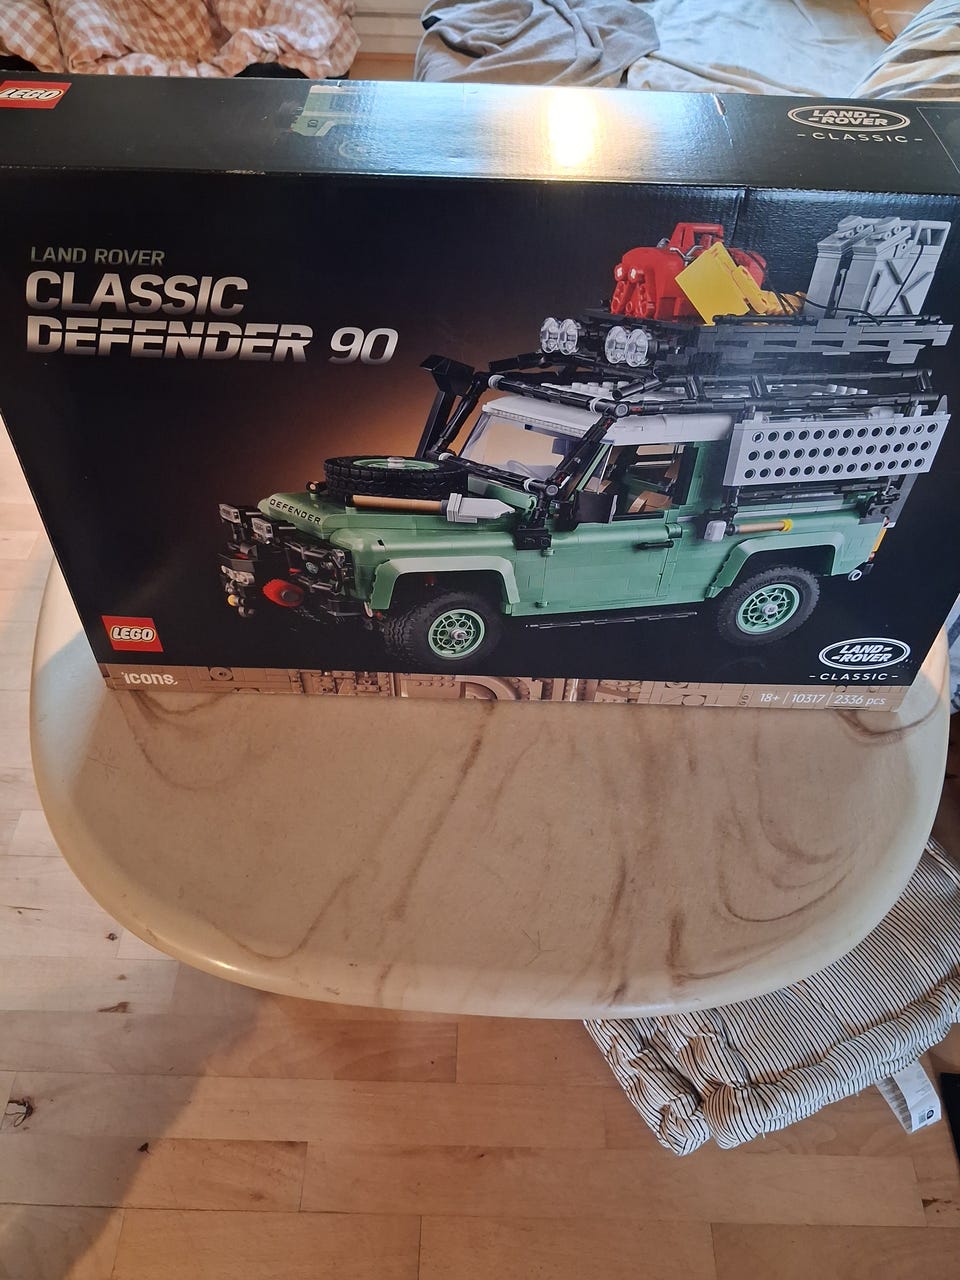 LEGO
LAND-
-ROVER
- CLASSIC -
LAND ROVER
CLASSIC
DEFENDER 90
DEFENDER
LEGO
LAND-
-ROVER
- CLASSIC -
icons.
18+ | 10317 | 2336 pcs